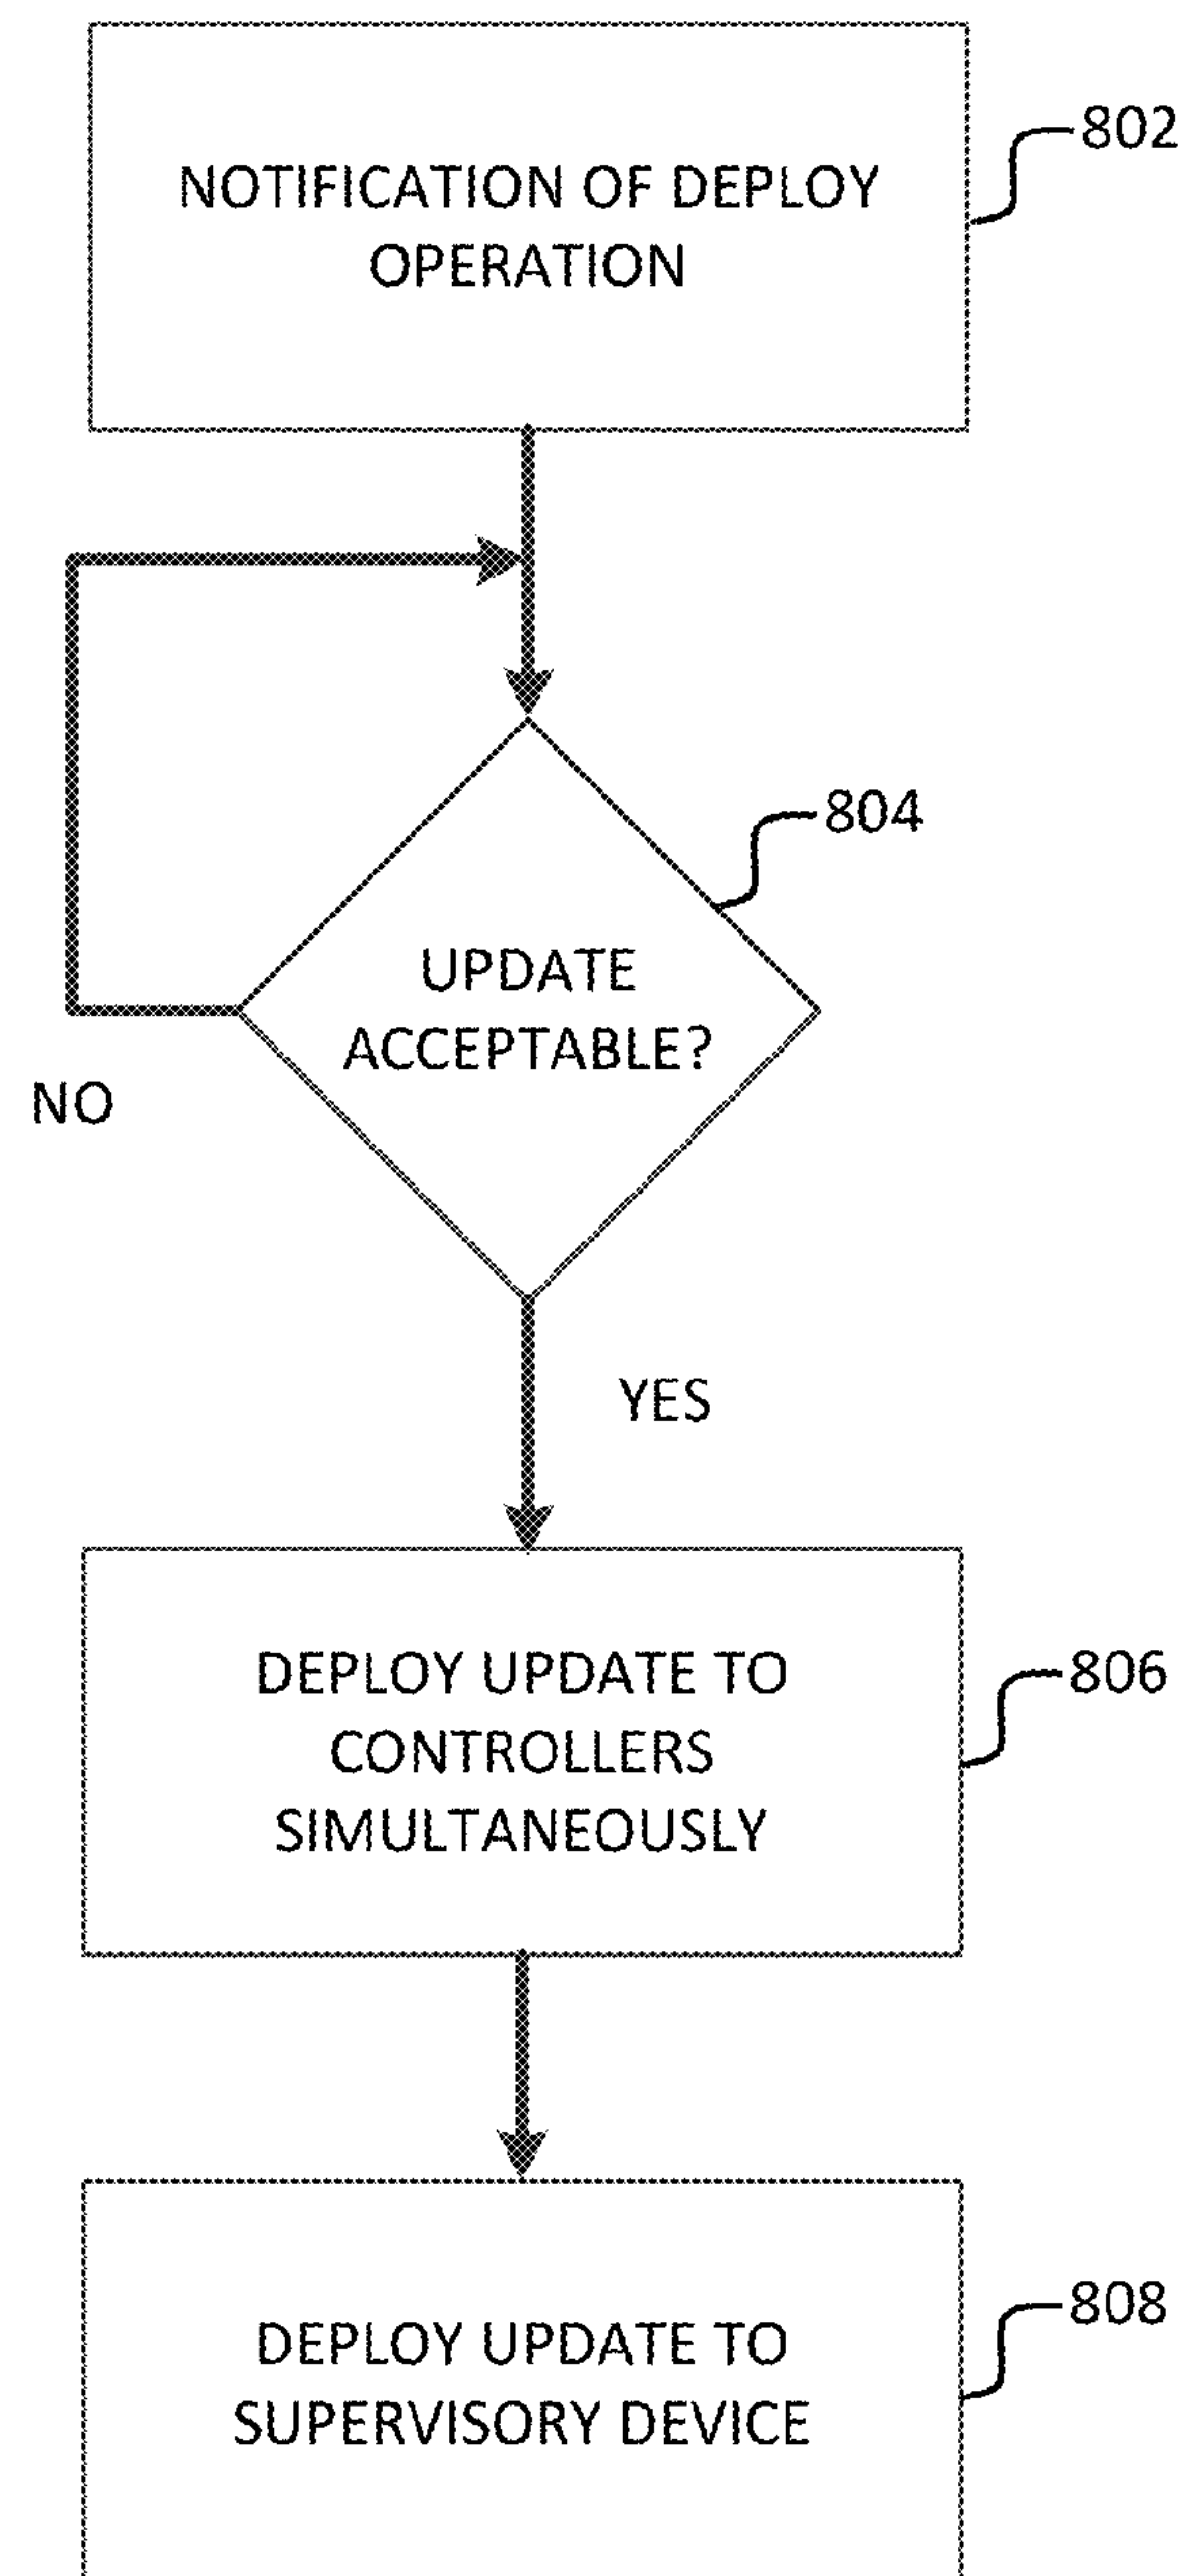 NOTIFICATION OF DEPLOY
OPERATION
802
804
UPDATE
ACCEPTABLE?
NO
YES
DEPLOY UPDATE TO
CONTROLLERS
SIMULTANEOUSLY
806
DEPLOY UPDATE TO
SUPERVISORY DEVICE
808